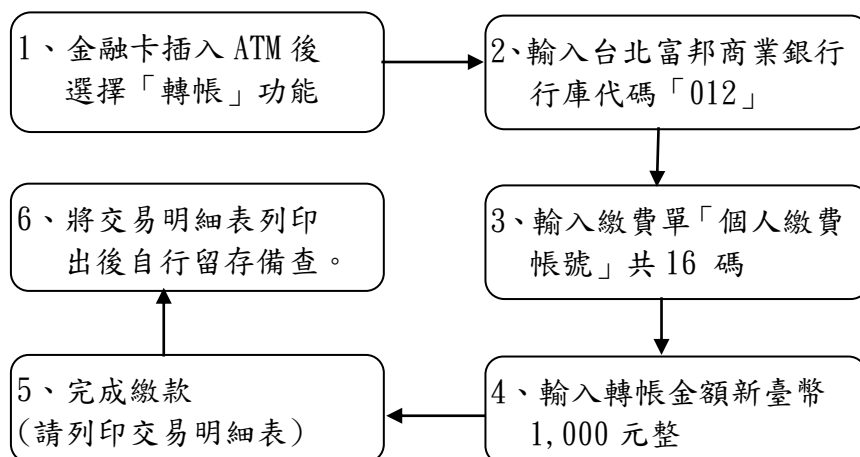 1、金融卡插入 ATM 後
選擇「轉帳」功能
2、輸入台北富邦商業銀行
行庫代碼「012」
3、輸入繳費單「個人繳費
帳號」共 16 碼
4、輸入轉帳金額新臺幣
1,000 元整
5、完成繳款
(請列印交易明細表)
6、將交易明細表列印
出後自行留存備查。